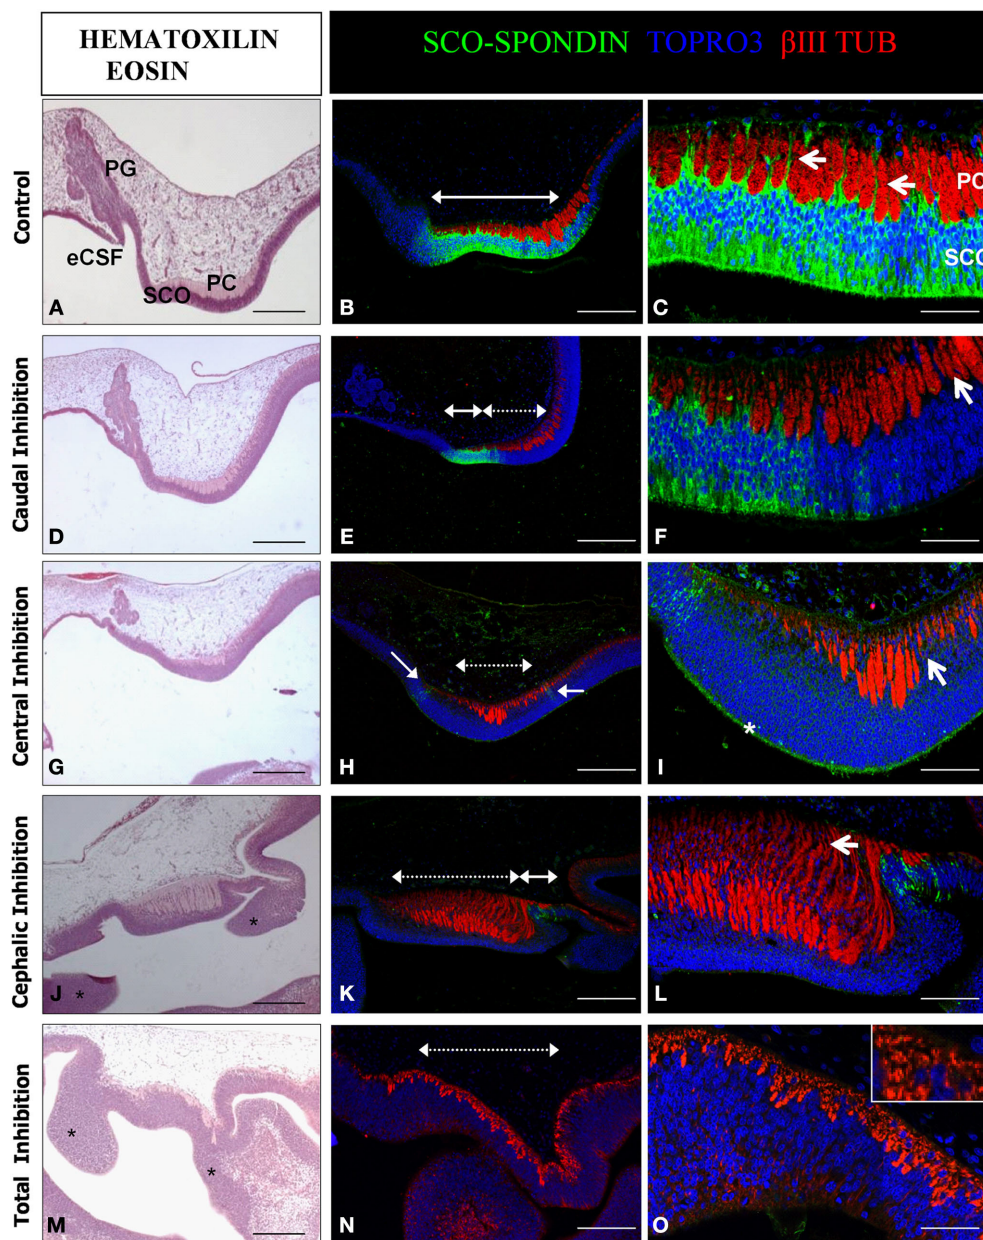 HEMATOXILIN
EOSIN
SCO-SPONDIN TOPRO3 βIII TUB
Control
PG
eCSF
SCO
PC
A
B
PC
SCO
C
Caudal Inhibition
D
E
F
Central Inhibition
G
H
*
I
Cephalic Inhibition
*
*
J
K
L
Total Inhibition
*
*
M
N
O